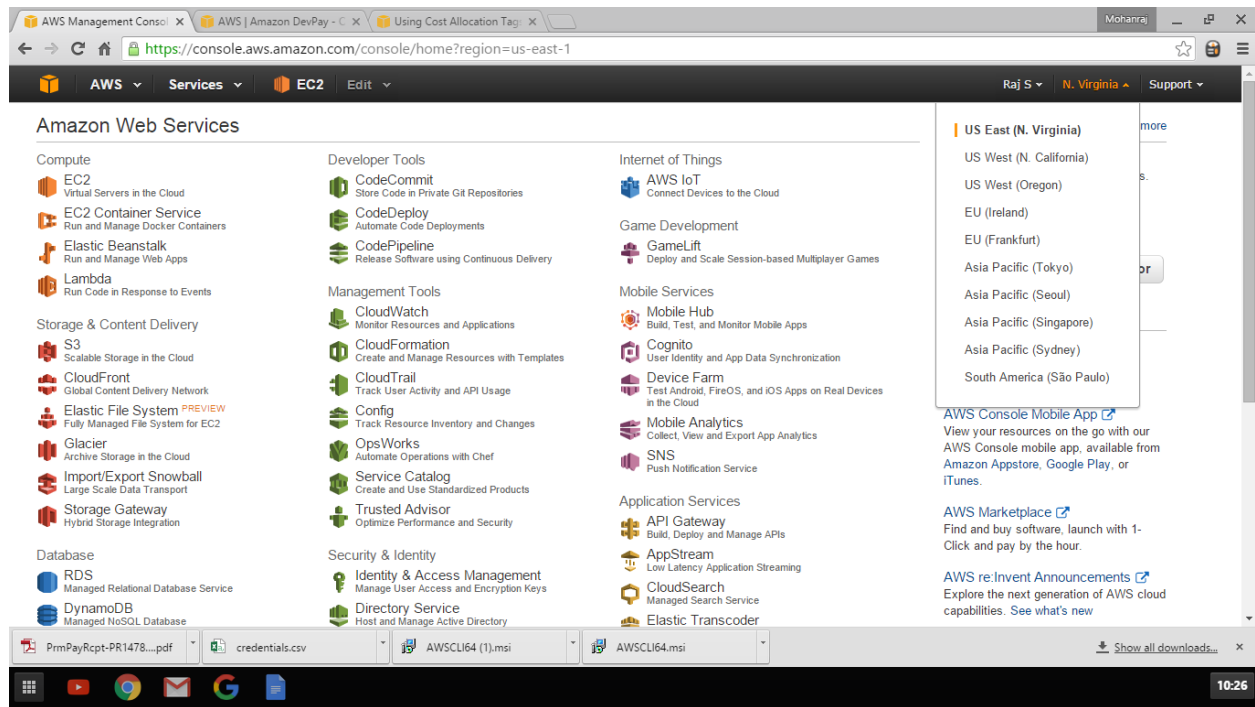 AWS Management Consol
AWS | Amazon DevPay - C
Using Cost Allocation Tag
Mohanraj
https://console.aws.amazon.com/console/home?region=us-east-1
AWS
Services
EC2
Edit
Raj S
N. Virginia
Support
Amazon Web Services
Compute
EC2
Virtual Servers in the Cloud
EC2 Container Service
Run and Manage Docker Containers
Elastic Beanstalk
Run and Manage Web Apps
Lambda
Run Code in Response to Events
Storage & Content Delivery
S3
Scalable Storage in the Cloud
CloudFront
Global Content Delivery Network
Elastic File System PREVIEW
Fully Managed File System for EC2
Glacier
Archive Storage in the Cloud
Import/Export Snowball
Large Scale Data Transport
Storage Gateway
Hybrid Storage Integration
Database
RDS
Managed Relational Database Service
DynamoDB
Managed NoSQL Database
Developer Tools
CodeCommit
Store Code in Private Git Repositories
CodeDeploy
Automate Code Deployments
CodePipeline
Release Software using Continuous Delivery
Management Tools
CloudWatch
Monitor Resources and Applications
CloudFormation
Create and Manage Resources with Templates
CloudTrail
Track User Activity and API Usage
Config
Track Resource Inventory and Changes
OpsWorks
Automate Operations with Chef
Service Catalog
Create and Use Standardized Products
Trusted Advisor
Optimize Performance and Security
Security & Identity
Identity & Access Management
Manage User Access and Encryption Keys
Directory Service
Host and Manage Active Directory
Internet of Things
AWS IoT
Connect Devices to the Cloud
Game Development
GameLift
Deploy and Scale Session-based Multiplayer Games
Mobile Services
Mobile Hub
Build, Test, and Monitor Mobile Apps
Cognito
User Identity and App Data Synchronization
Device Farm
Test Android, FireOS, and iOS Apps on Real Devices
in the Cloud
Mobile Analytics
Collect, View and Export App Analytics
SNS
Push Notification Service
Application Services
API Gateway
Build, Deploy and Manage APIs
AppStream
Low Latency Application Streaming
CloudSearch
Managed Search Service
Elastic Transcoder
US East (N. Virginia)
US West (N. California)
US West (Oregon)
EU (Ireland)
EU (Frankfurt)
Asia Pacific (Tokyo)
Asia Pacific (Seoul)
Asia Pacific (Singapore)
Asia Pacific (Sydney)
South America (São Paulo)
more
s.
or
AWS Console Mobile App
View your resources on the go with our
AWS Console mobile app, available from
Amazon Appstore, Google Play, or
iTunes.
AWS Marketplace
Find and buy software, launch with 1-
Click and pay by the hour.
AWS re:Invent Announcements
Explore the next generation of AWS cloud
capabilities. See what's new
PrmPayRcpt-PR1478....pdf
credentials.csv
AWSCLI64 (1).msi
AWSCLI64.msi
Show all downloads...
10:26